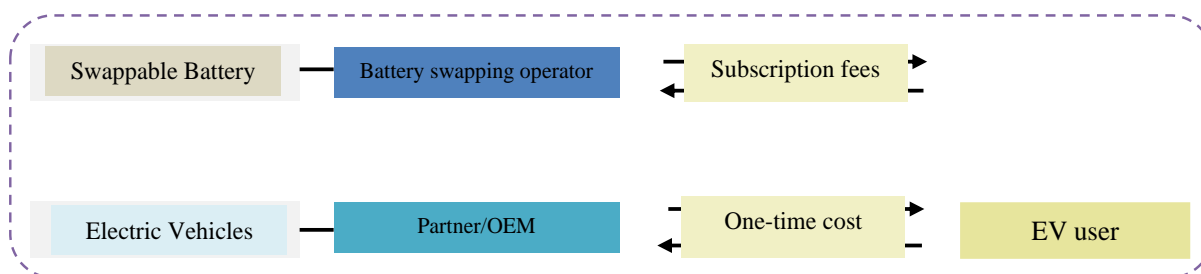 Swappable Battery
Battery swapping operator
Subscription fees
Electric Vehicles
Partner/OEM
One-time cost
EV user